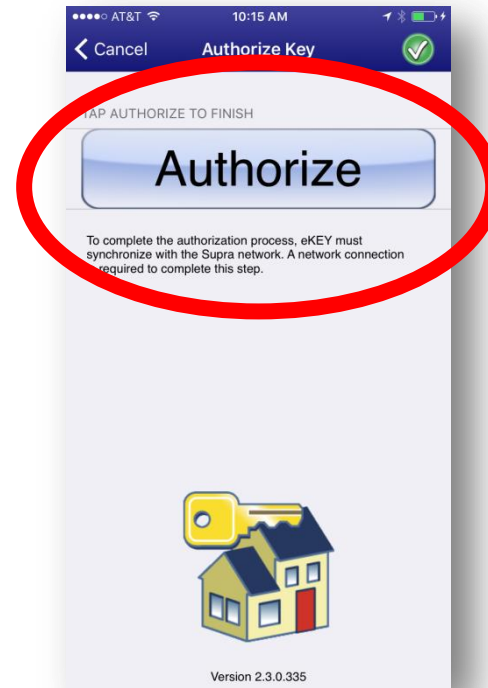 AT&T 10:15 AM
Cancel Authorize Key
TAP AUTHORIZE TO FINISH
Authorize
To complete the authorization process, eKEY must
synchronize with the Supra network. A network connection
required to complete this step.
Version 2.3.0.335